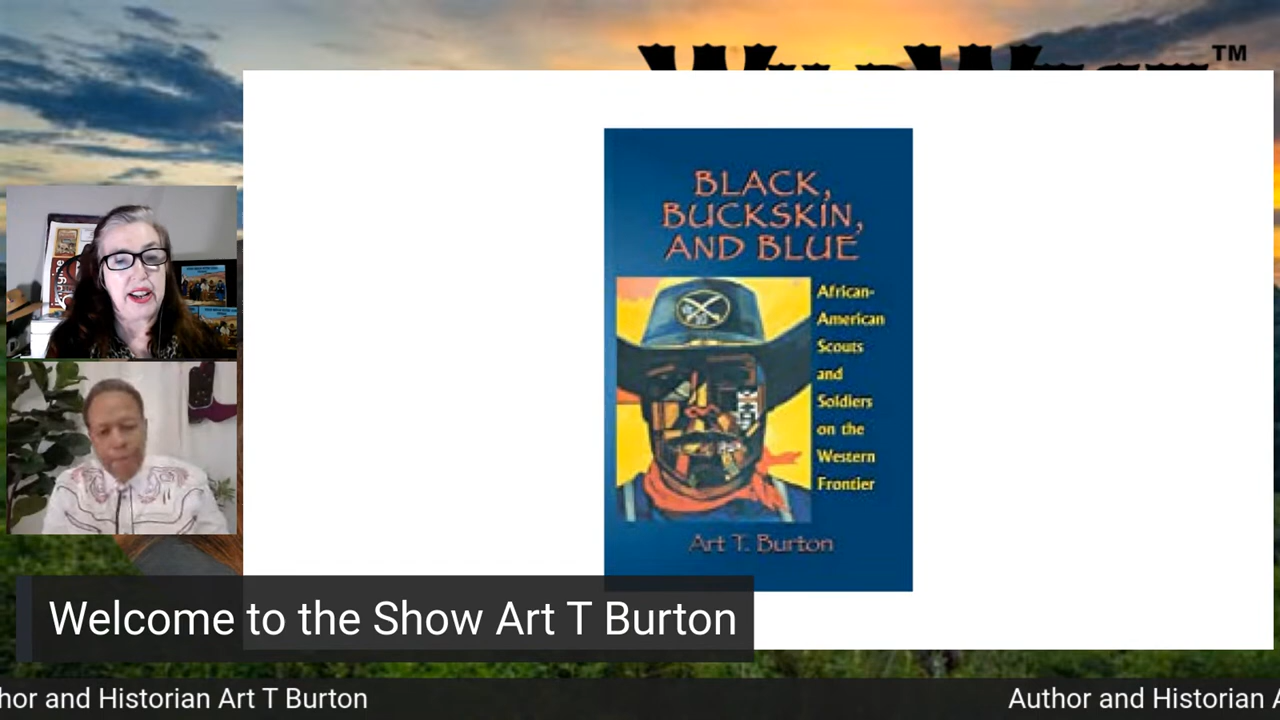 TM
BLACK,
BUCKSKIN,
AND BLUE
African-
American
Scouts
and
Soldiers
on the
Western
Frontier
Art T. Burton
Welcome to the Show Art T Burton
hor and Historian Art T Burton
Author and Historian A